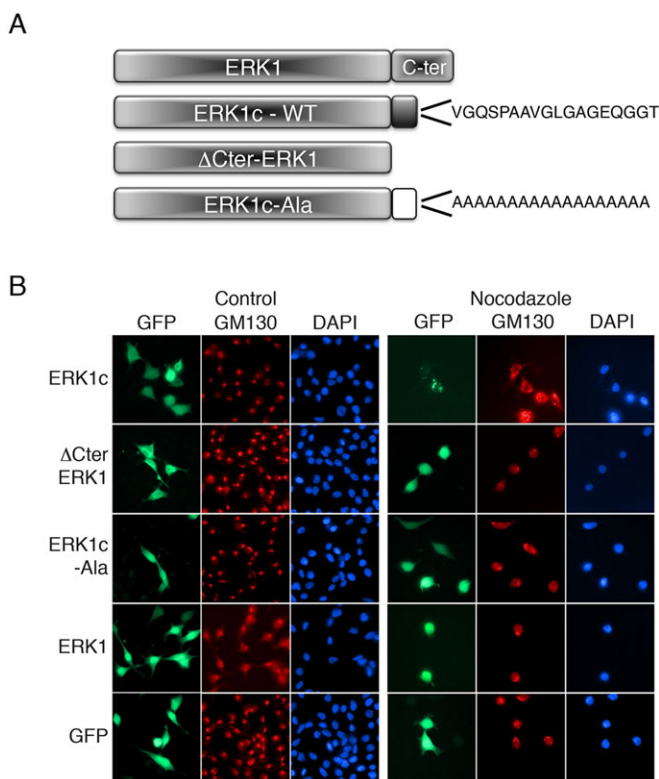 A
ERK1 C-ter
ERK1c - WT VGQSPAAVGLGAGEQGGT
ΔCter-ERK1
ERK1c-Ala AAAAAAAAAAAAAAAAAA
B
Control Nocodazole
GFP GM130 DAPI GFP GM130 DAPI
ERK1c
ΔCter
ERK1
ERK1c
-Ala
ERK1
GFP